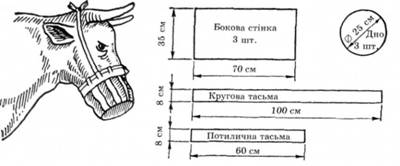 35 см
Бокова стінка
3 шт.
70 см
⌀ 25 см
Дно
3 шт.
8 см
Кругова тасьма
100 см
8 см
Потилична тасьма
60 см